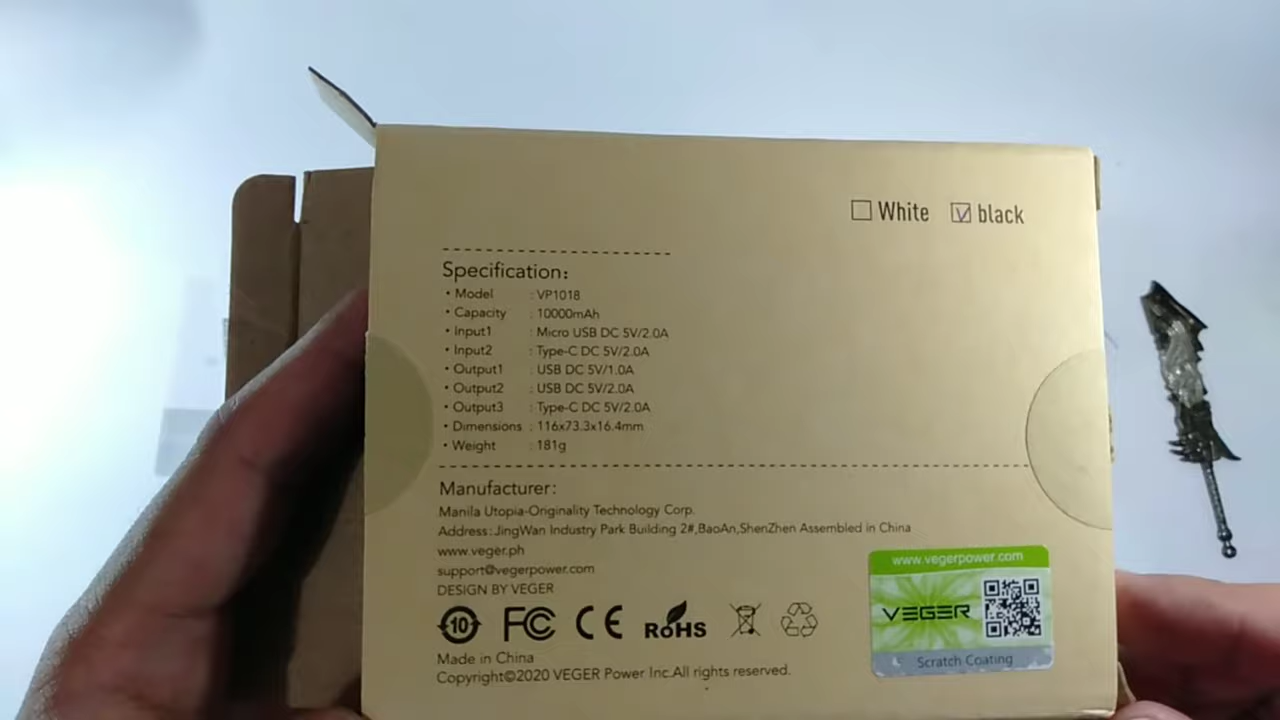 White black
Specification:
• Model : VP1018
• Capacity : 10000mAh
• Input1 : Micro USB DC 5V/2.0A
• Input2 : Type-C DC 5V/2.0A
• Output1 : USB DC 5V/1.0A
• Output2 : USB DC 5V/2.0A
• Output3 : Type-C DC 5V/2.0A
• Dimensions : 116x73.3x16.4mm
• Weight : 181g
Manufacturer:
Manila Utopia-Originality Technology Corp.
Address:JingWan Industry Park Building 2#,BaoAn,ShenZhen Assembled in China
www.veger.ph
support@vegerpower.com
DESIGN BY VEGER
10 FC CE RoHS
Made in China
Copyright©2020 VEGER Power Inc.All rights reserved.
www.vegerpower.com
VEGER
Scratch Coating